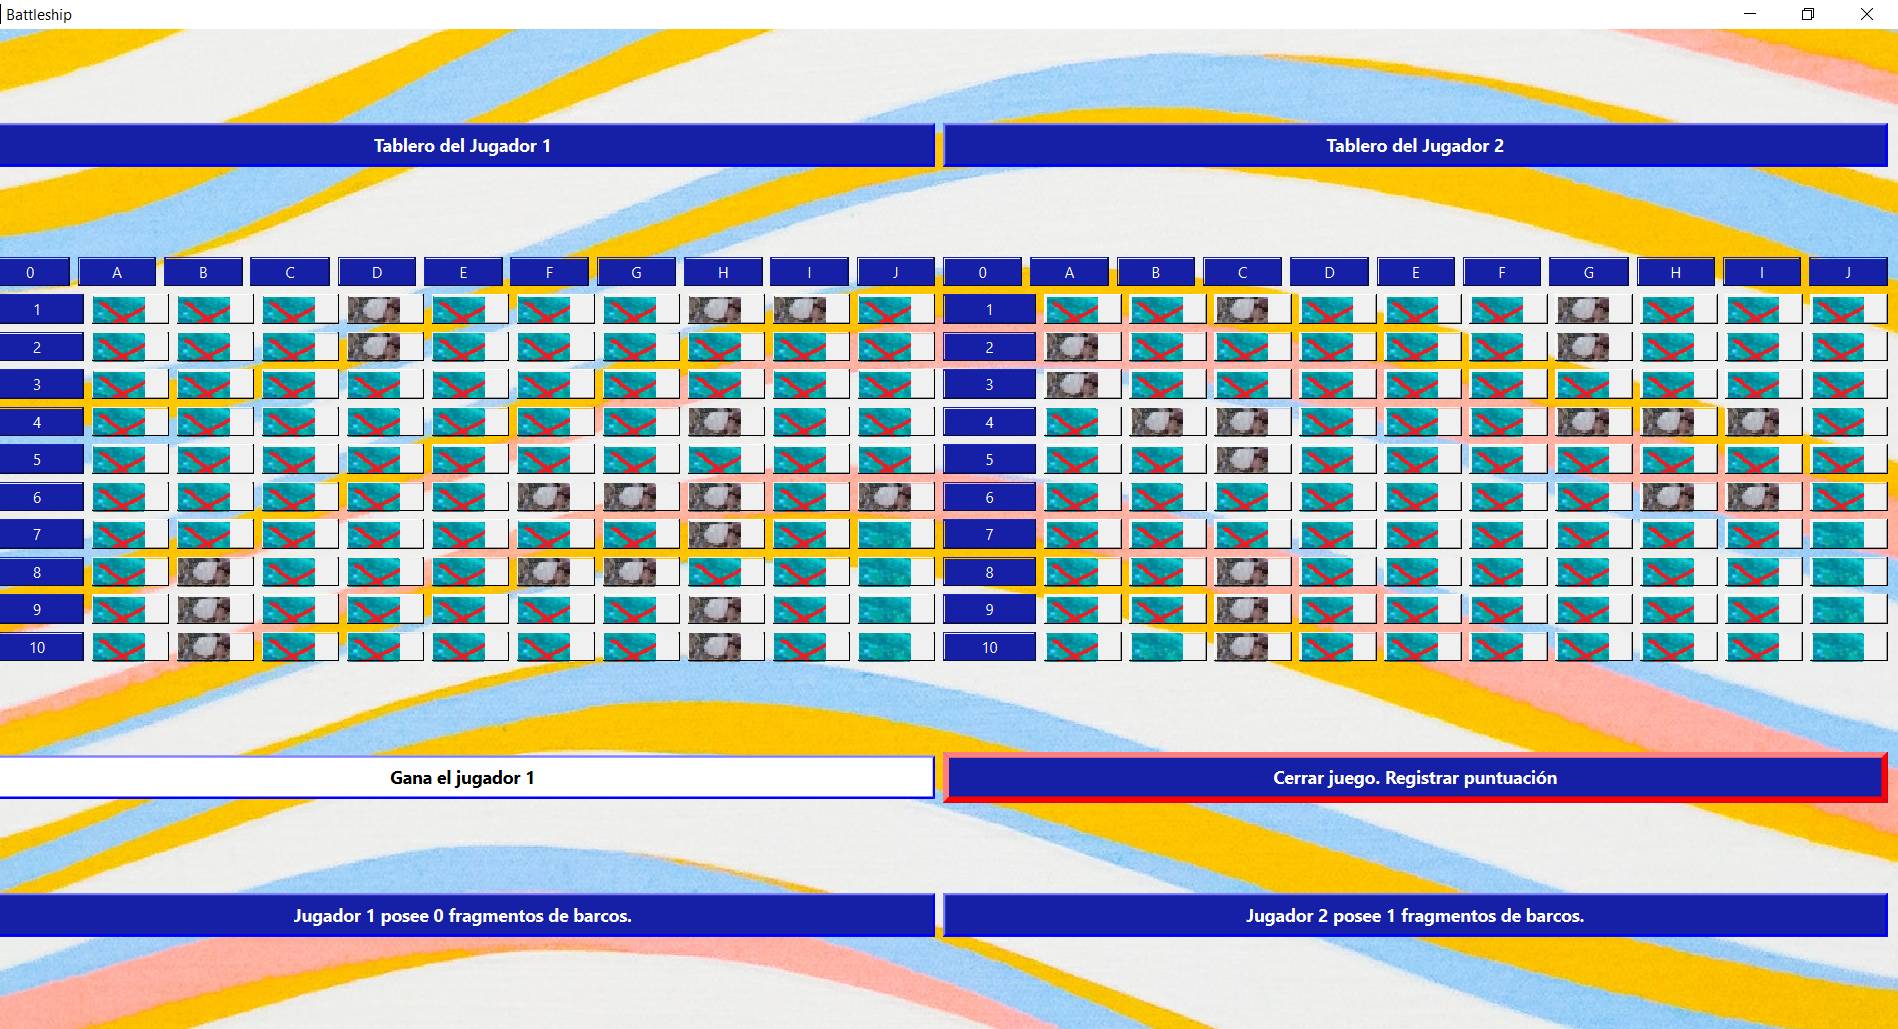 Battleship
Tablero del Jugador 1
Tablero del Jugador 2
0 A B C D E F G H I J 0 A B C D E F G H I J
1 1
2 2
3 3
4 4
5 5
6 6
7 7
8 8
9 9
10 10
Gana el jugador 1
Cerrar juego. Registrar puntuación
Jugador 1 posee 0 fragmentos de barcos.
Jugador 2 posee 1 fragmentos de barcos.